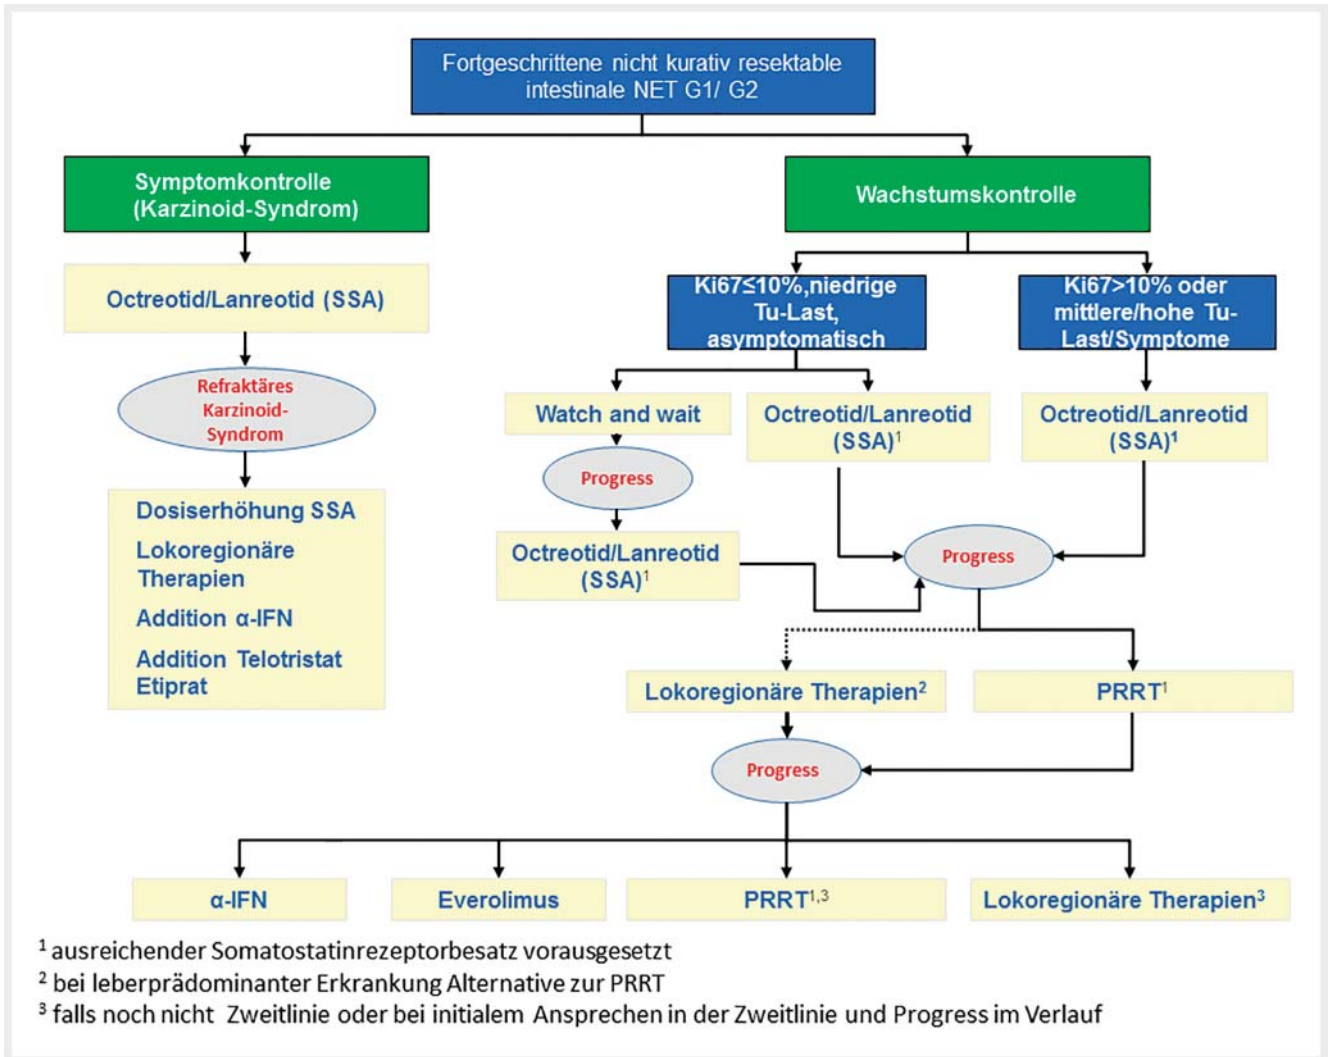 Fortgeschrittene nicht kurativ resektable
intestinale NET G1/ G2
Symptomkontrolle
(Karzinoid-Syndrom)
Octreotid/Lanreotid (SSA)
Refraktäres
Karzinoid-
Syndrom
Dosiserhöhung SSA
Lokoregionäre
Therapien
Addition α-IFN
Addition Telotristat
Etiprat
Wachstumskontrolle
Ki67≤10%,niedrige
Tu-Last,
asymptomatisch
Ki67>10% oder
mittlere/hohe Tu-
Last/Symptome
Watch and wait
Octreotid/Lanreotid
(SSA)¹
Octreotid/Lanreotid
(SSA)¹
Progress
Octreotid/Lanreotid
(SSA)¹
Progress
Lokoregionäre Therapien²
PRRT¹
Progress
α-IFN
Everolimus
PRRT¹,³
Lokoregionäre Therapien³
¹ ausreichender Somatostatinrezeptorbesatz vorausgesetzt
² bei leberprädominanter Erkrankung Alternative zur PRRT
³ falls noch nicht Zweitlinie oder bei initialem Ansprechen in der Zweitlinie und Progress im Verlauf